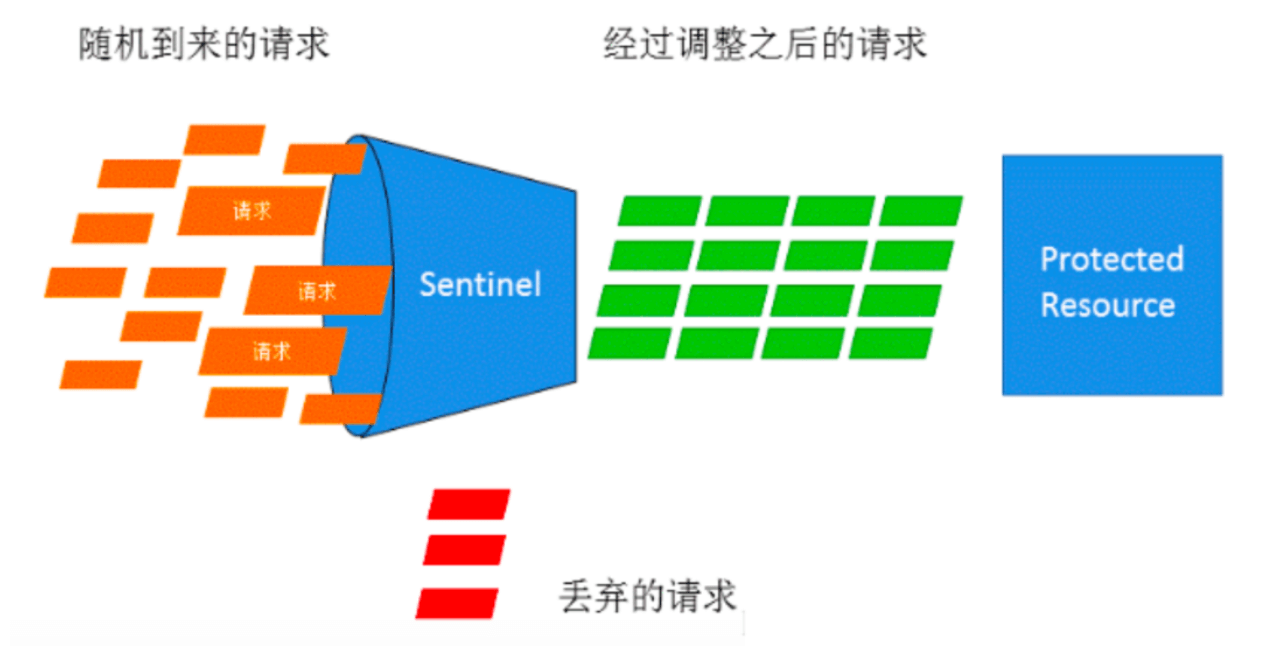 随机到来的请求
经过调整之后的请求
请求
请求
请求
Sentinel
Protected
Resource
丢弃的请求